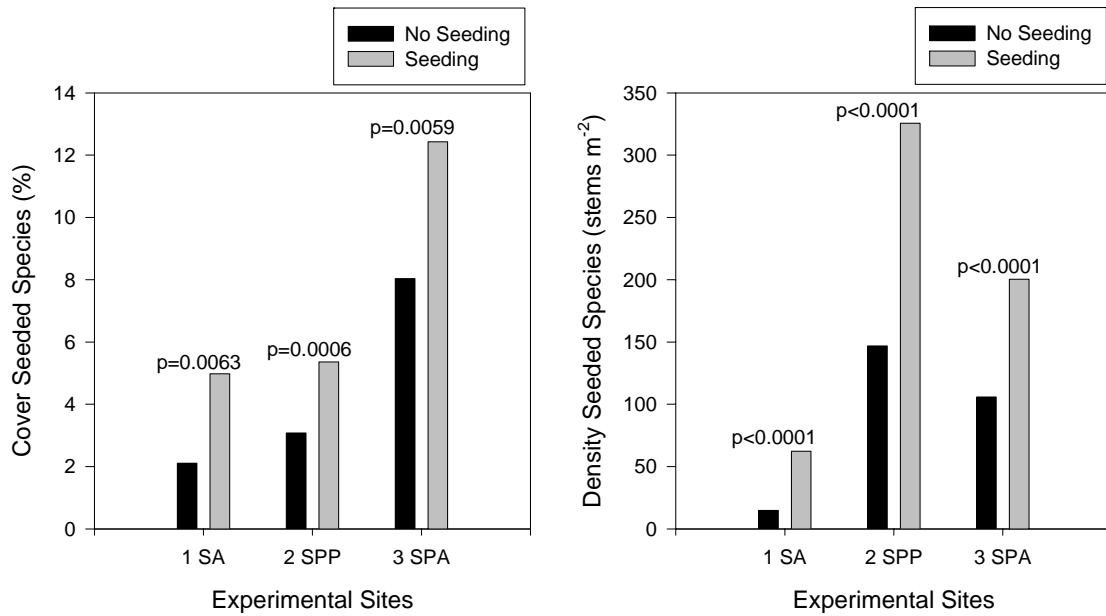 No Seeding
Seeding
14
12
10
8
6
4
2
0
Cover Seeded Species (%)
p=0.0063
p=0.0006
p=0.0059
1 SA 2 SPP 3 SPA
Experimental Sites
No Seeding
Seeding
350
300
250
200
150
100
50
0
Density Seeded Species (stems m⁻²)
p<0.0001
p<0.0001
p<0.0001
1 SA 2 SPP 3 SPA
Experimental Sites